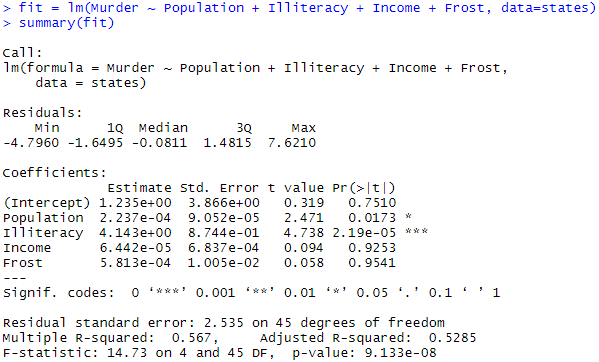 > fit = lm(Murder ~ Population + Illiteracy + Income + Frost, data=states)
> summary(fit)
Call:
lm(formula = Murder ~ Population + Illiteracy + Income + Frost,
    data = states)
Residuals:
    Min      1Q  Median      3Q     Max
-4.7960 -1.6495 -0.0811  1.4815  7.6210
Coefficients:
             Estimate Std. Error t value Pr(>|t|)
(Intercept) 1.235e+00  3.866e+00   0.319   0.7510
Population  2.237e-04  9.052e-05   2.471   0.0173 *
Illiteracy  4.143e+00  8.744e-01   4.738 2.19e-05 ***
Income      6.442e-05  6.837e-04   0.094   0.9253
Frost       5.813e-04  1.005e-02   0.058   0.9541
---
Signif. codes:  0 ‘***’ 0.001 ‘**’ 0.01 ‘*’ 0.05 ‘.’ 0.1 ‘ ’ 1
Residual standard error: 2.535 on 45 degrees of freedom
Multiple R-squared:  0.567,     Adjusted R-squared:  0.5285
F-statistic: 14.73 on 4 and 45 DF,  p-value: 9.133e-08